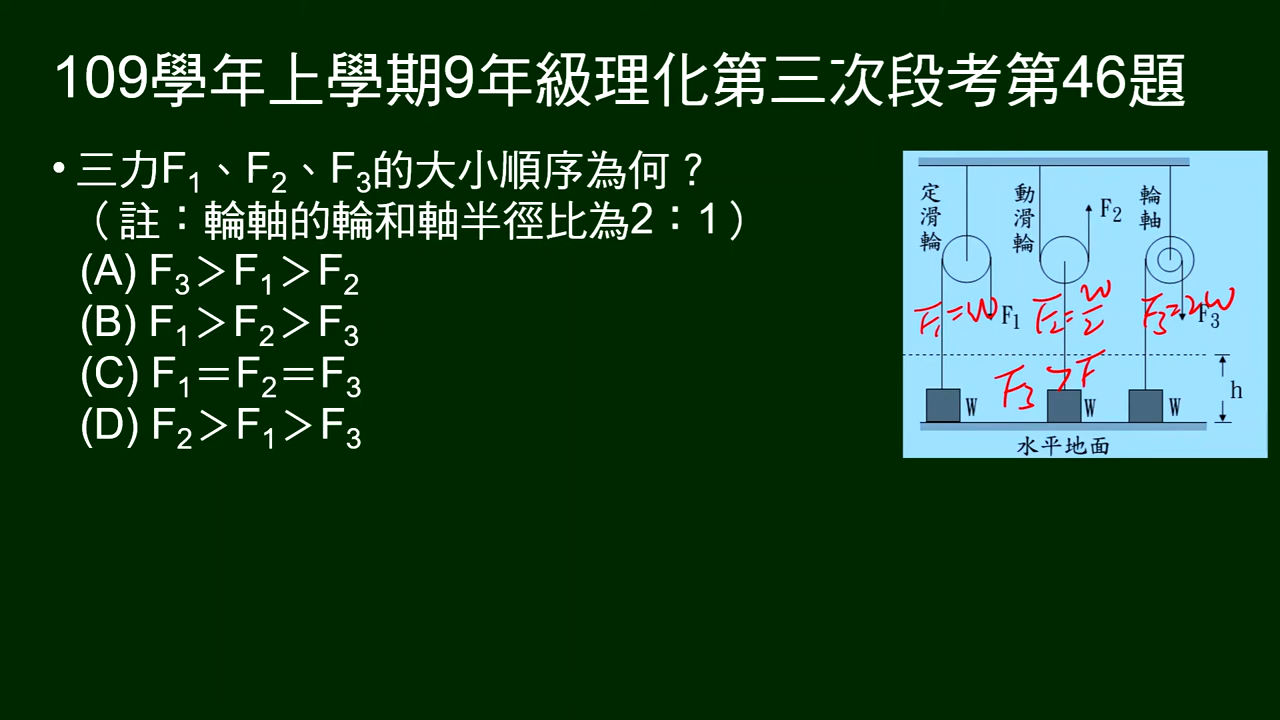 109學年上學期9年級理化第三次段考第46題
• 三力F₁、F₂、F₃的大小順序為何？
（註：輪軸的輪和軸半徑比為2：1）
(A) F₃＞F₁＞F₂
(B) F₁＞F₂＞F₃
(C) F₁＝F₂＝F₃
(D) F₂＞F₁＞F₃
定滑輪
動滑輪
F₂
輪軸
F₁=W
F₁
F₂=W/2
F₃=2W
F₃
F₃>F
h
W
W
W
水平地面